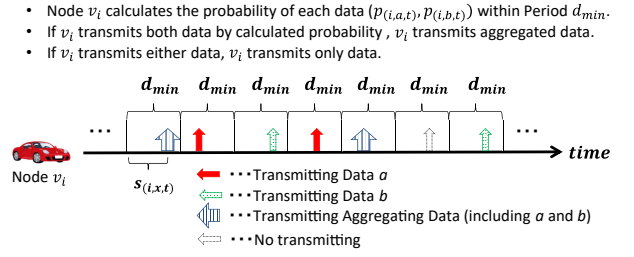 • Node v_i calculates the probability of each data (p_(i,a,t), p_(i,b,t)) within Period d_min.
• If v_i transmits both data by calculated probability , v_i transmits aggregated data.
• If v_i transmits either data, v_i transmits only data.
d_min d_min d_min d_min d_min d_min d_min
... ...
time
Node v_i
s_(i,x,t)
···Transmitting Data a
···Transmitting Data b
···Transmitting Aggregating Data (including a and b)
···No transmitting